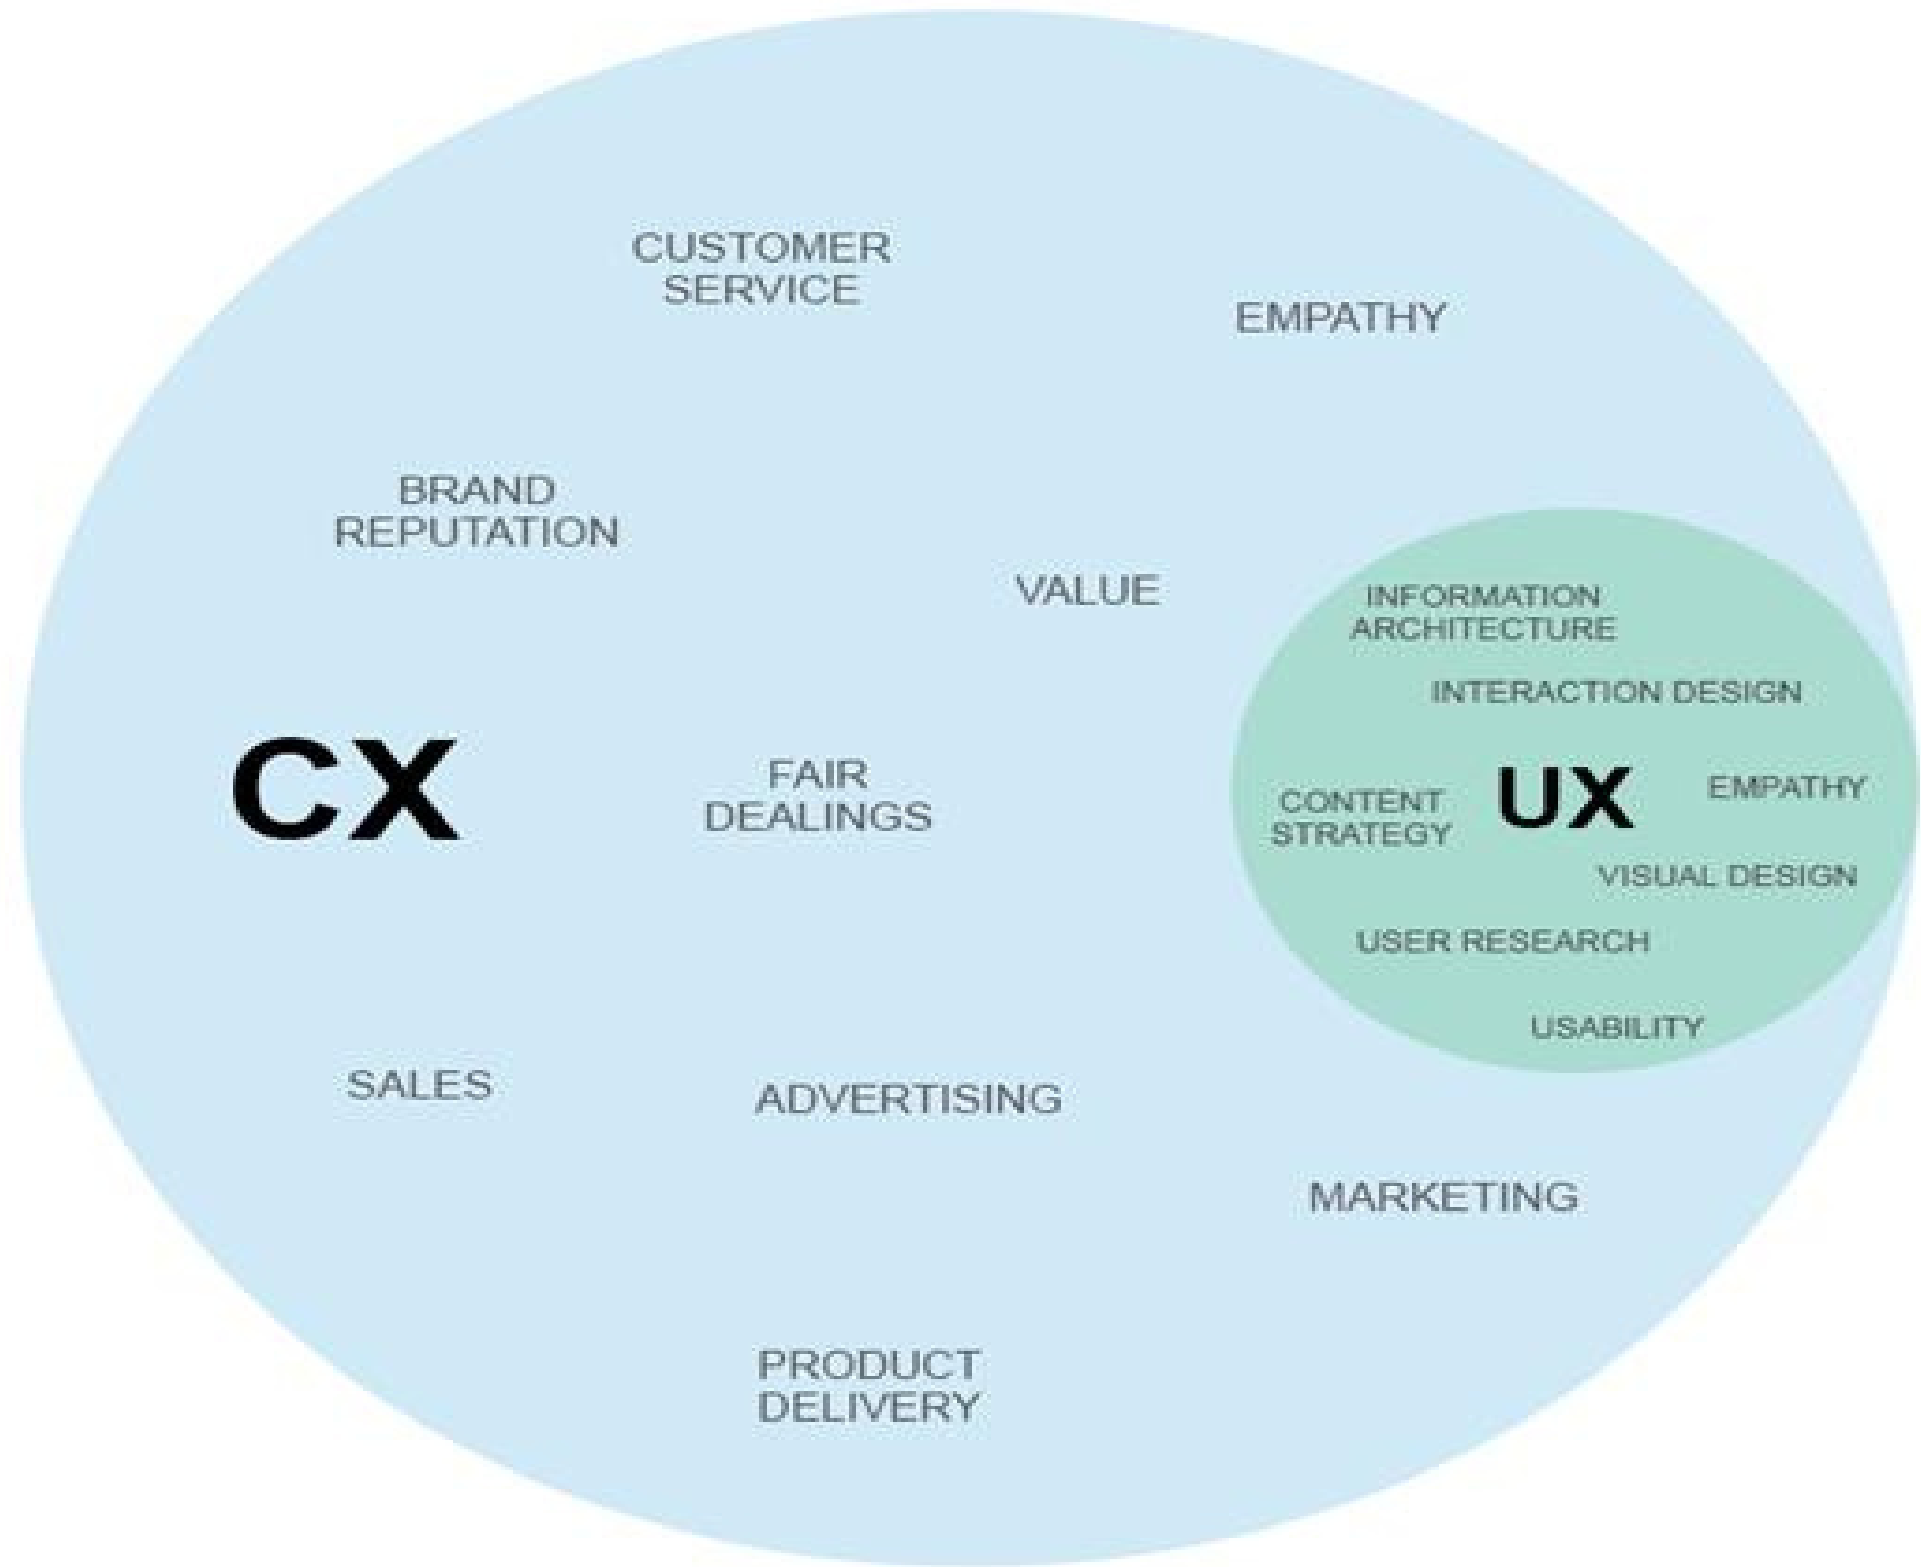 CUSTOMER
SERVICE
EMPATHY
BRAND
REPUTATION
VALUE
INFORMATION
ARCHITECTURE
INTERACTION DESIGN
CX
FAIR
DEALINGS
CONTENT
STRATEGY
UX
EMPATHY
VISUAL DESIGN
USER RESEARCH
USABILITY
SALES
ADVERTISING
MARKETING
PRODUCT
DELIVERY